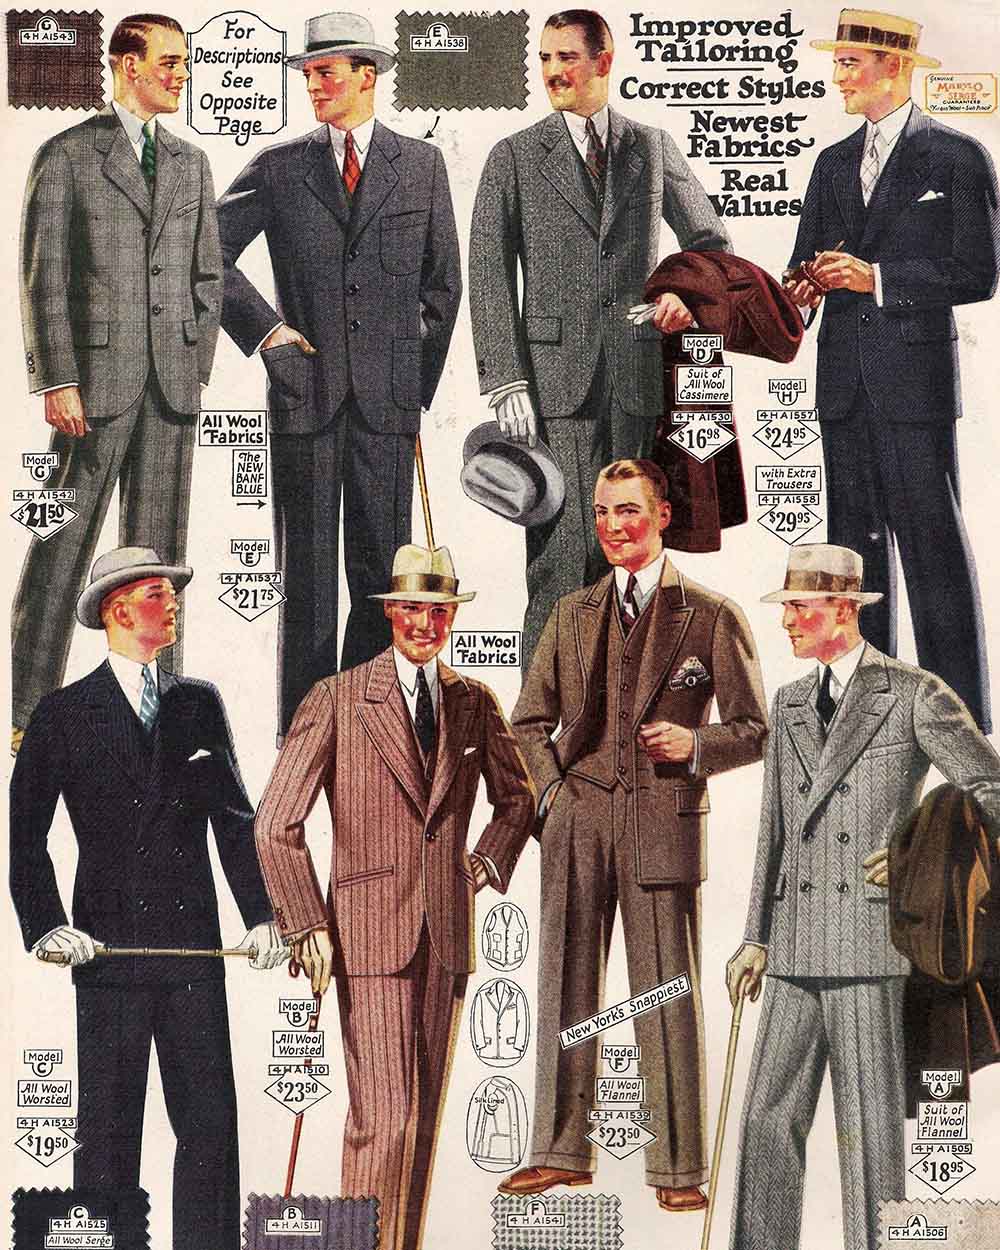 G
4 H A1543
For
Descriptions
See
Opposite
Page
E
4 H A1538
Improved
Tailoring
Correct Styles
Newest
Fabrics
Real
Values
GENUINE
SERGE
GUARANTEED
Model
D
Suit of
All Wool
Cassimere
4 H A1530
$16 98
Model
H
4 H A1557
$24 95
with Extra
Trousers
4 H A1558
$29 95
All Wool
Fabrics
The
NEW
BANF
BLUE
Model
G
4 H A1542
$21 50
Model
E
4 H A1537
$21 75
All Wool
Fabrics
New York's Snappiest
Model
B
All Wool
Worsted
4 H A1510
$23 50
Model
F
All Wool
Flannel
4 H A1539
$23 50
Model
C
All Wool
Worsted
4 H A1523
$19 50
Model
A
Suit of
All Wool
Flannel
4 H A1505
$18 95
Silk Lined
C
4 H A1525
All Wool Serge
B
4 H A1511
F
4 H A1541
A
4 H A1506